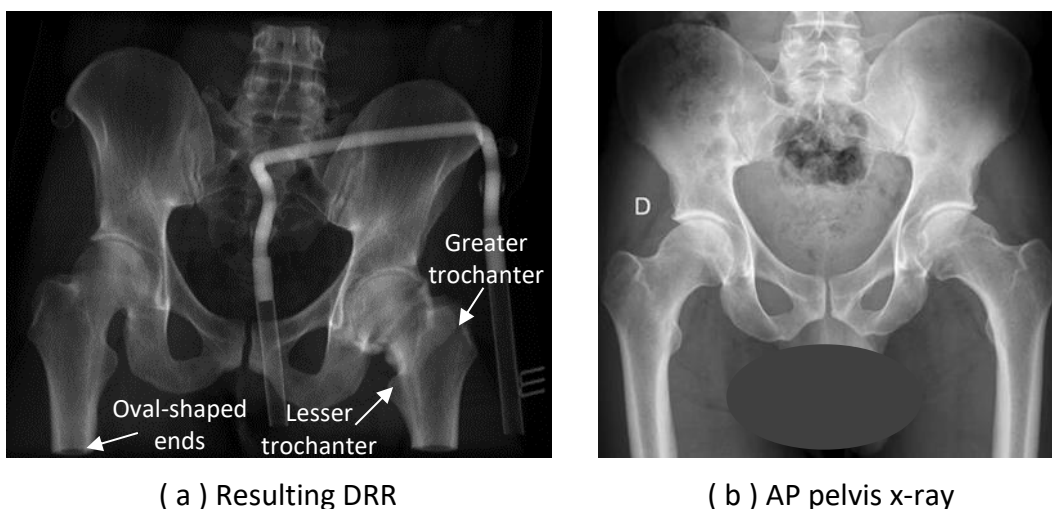 Greater
trochanter
D
Oval-shaped
ends
Lesser
trochanter
( a ) Resulting DRR
( b ) AP pelvis x-ray